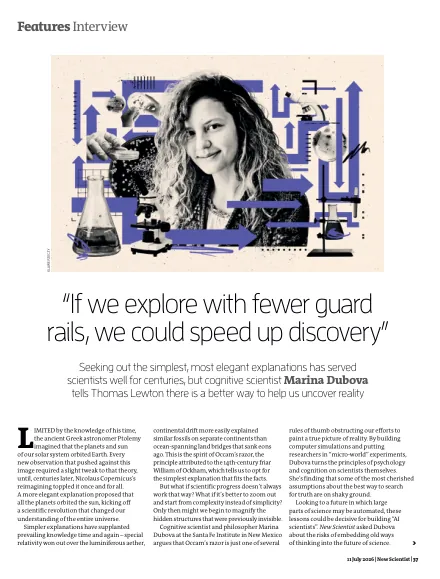 Features Interview
"If we explore with fewer guard
rails, we could speed up discovery"
Seeking out the simplest, most elegant explanations has served
scientists well for centuries, but cognitive scientist Marina Dubova
tells Thomas Lewton there is a better way to help us uncover reality
LIMITED by the knowledge of his time,
the ancient Greek astronomer Ptolemy
imagined that the planets and sun
of our solar system orbited Earth. Every
new observation that pushed against this
image required a slight tweak to that theory,
until, centuries later, Nicolaus Copernicus's
reimagining toppled it once and for all.
A more elegant explanation proposed that
all the planets orbited the sun, kicking off
a scientific revolution that changed our
understanding of the entire universe.
Simpler explanations have supplanted
prevailing knowledge time and again – special
relativity won out over the luminiferous aether,
continental drift more easily explained
similar fossils on separate continents than
ocean-spanning land bridges that sank eons
ago. This is the spirit of Occam's razor, the
principle attributed to the 14th-century friar
William of Ockham, which tells us to opt for
the simplest explanation that fits the facts.
But what if scientific progress doesn't always
work that way? What if it's better to zoom out
and start from complexity instead of simplicity?
Only then might we begin to magnify the
hidden structures that were previously invisible.
Cognitive scientist and philosopher Marina
Dubova at the Santa Fe Institute in New Mexico
argues that Occam's razor is just one of several
rules of thumb obstructing our efforts to
paint a true picture of reality. By building
computer simulations and putting
researchers in "micro-world" experiments,
Dubova turns the principles of psychology
and cognition on scientists themselves.
She's finding that some of the most cherished
assumptions about the best way to search
for truth are on shaky ground.
Looking to a future in which large
parts of science may be automated, these
lessons could be decisive for building "AI
scientists". New Scientist asked Dubova
about the risks of embedding old ways
of thinking into the future of science.
11 July 2026 | New Scientist | 37